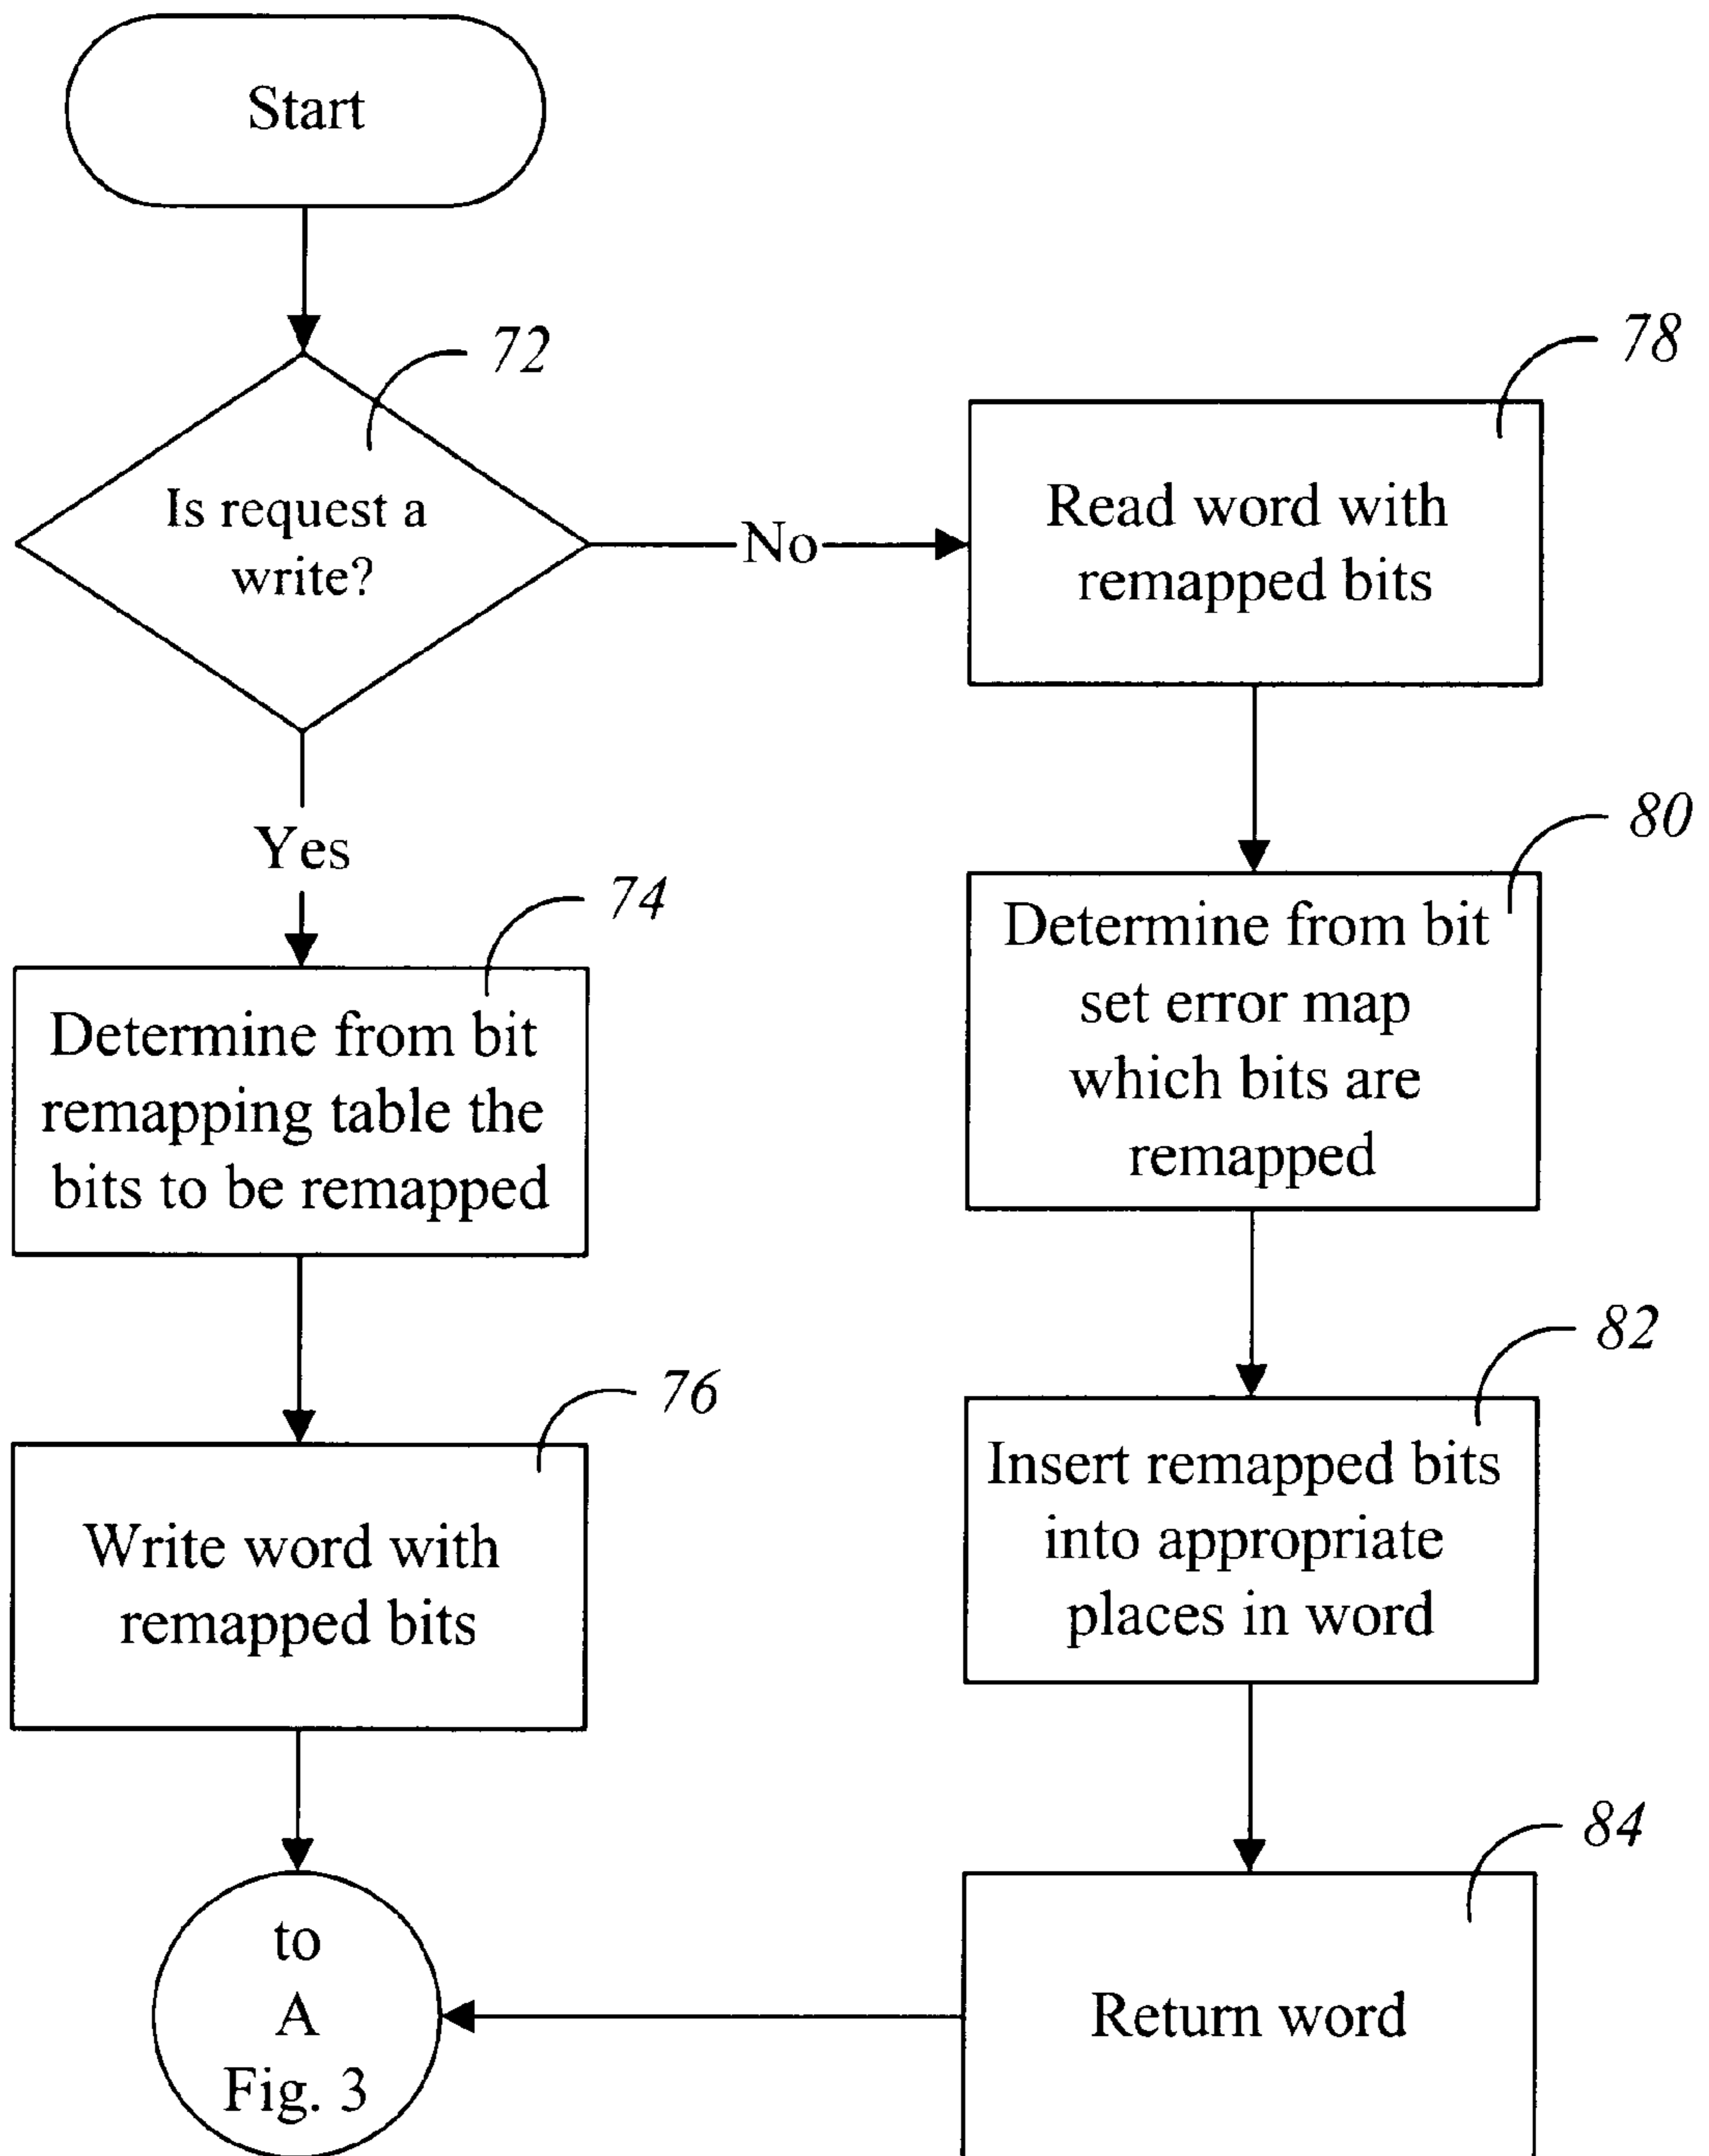 Start
72
Is request a
write?
No
Yes
74
Determine from bit
remapping table the
bits to be remapped
76
Write word with
remapped bits
78
Read word with
remapped bits
80
Determine from bit
set error map
which bits are
remapped
82
Insert remapped bits
into appropriate
places in word
84
Return word
to
A
Fig. 3